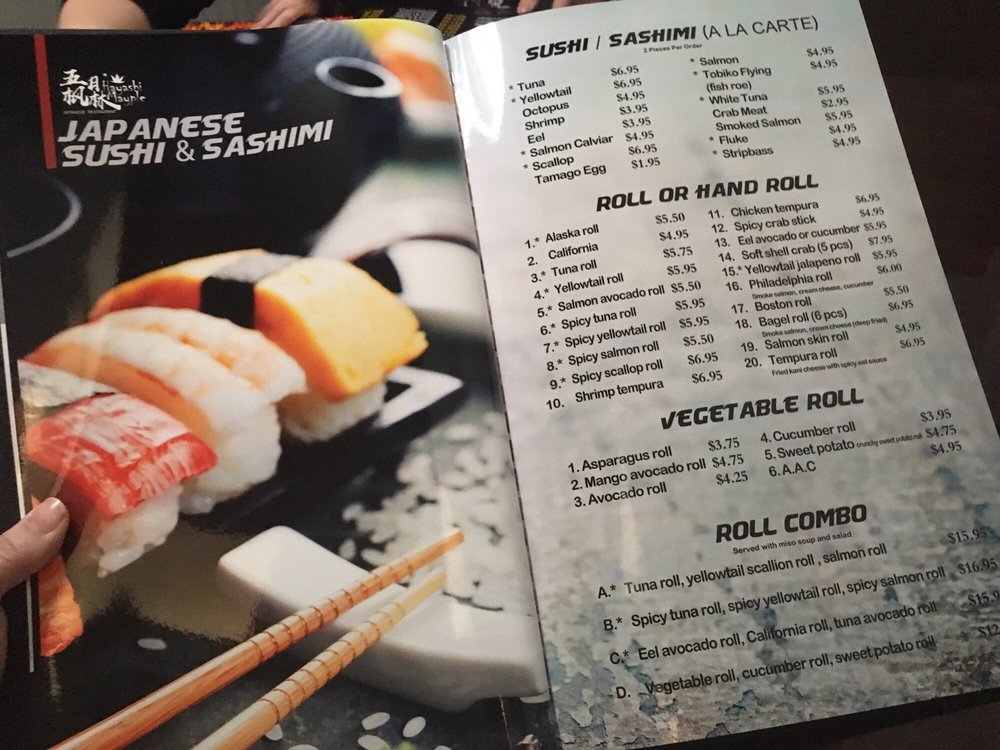 五月 Hayashi
枫林 Mayple
JAPANESE RESTAURANT
JAPANESE
SUSHI & SASHIMI
SUSHI / SASHIMI (A LA CARTE)
2 Pieces Per Order
* Tuna $6.95
* Yellowtail $6.95
Octopus $4.95
Shrimp $3.95
Eel $3.95
* Salmon Calviar $4.95
* Scallop $6.95
Tamago Egg $1.95
* Salmon $4.95
* Tobiko Flying $4.95
(fish roe)
* White Tuna $5.95
Crab Meat $2.95
Smoked Salmon $5.95
* Fluke $4.95
* Stripbass $4.95
ROLL OR HAND ROLL
1.* Alaska roll $5.50
2. California $4.95
3.* Tuna roll $5.75
4.* Yellowtail roll $5.95
5.* Salmon avocado roll $5.50
6.* Spicy tuna roll $5.95
7.* Spicy yellowtail roll $5.95
8.* Spicy salmon roll $5.50
9.* Spicy scallop roll $6.95
10. Shrimp tempura $6.95
11. Chicken tempura $6.95
12. Spicy crab stick $4.95
13. Eel avocado or cucumber $5.95
14. Soft shell crab (5 pcs) $7.95
15.* Yellowtail jalapeno roll $5.95
16. Philadelphia roll $6.00
Smoke salmon, cream cheese, cucumber
17. Boston roll $5.50
18. Bagel roll (6 pcs) $6.95
Smoke salmon, cream cheese (deep fried)
19. Salmon skin roll $4.95
20. Tempura roll $6.95
Fried kani cheese with spicy eel sauce
VEGETABLE ROLL
1. Asparagus roll $3.75
2. Mango avocado roll $4.75
3. Avocado roll $4.25
4. Cucumber roll $3.95
5. Sweet potato crunchy sweet potato roll $4.75
6. A.A.C $4.95
ROLL COMBO
Served with miso soup and salad
A.* Tuna roll, yellowtail scallion roll , salmon roll $15.95
B.* Spicy tuna roll, spicy yellowtail roll, spicy salmon roll $16.95
C.* Eel avocado roll, California roll, tuna avocado roll $15.9
D. Vegetable roll, cucumber roll, sweet potato roll $12